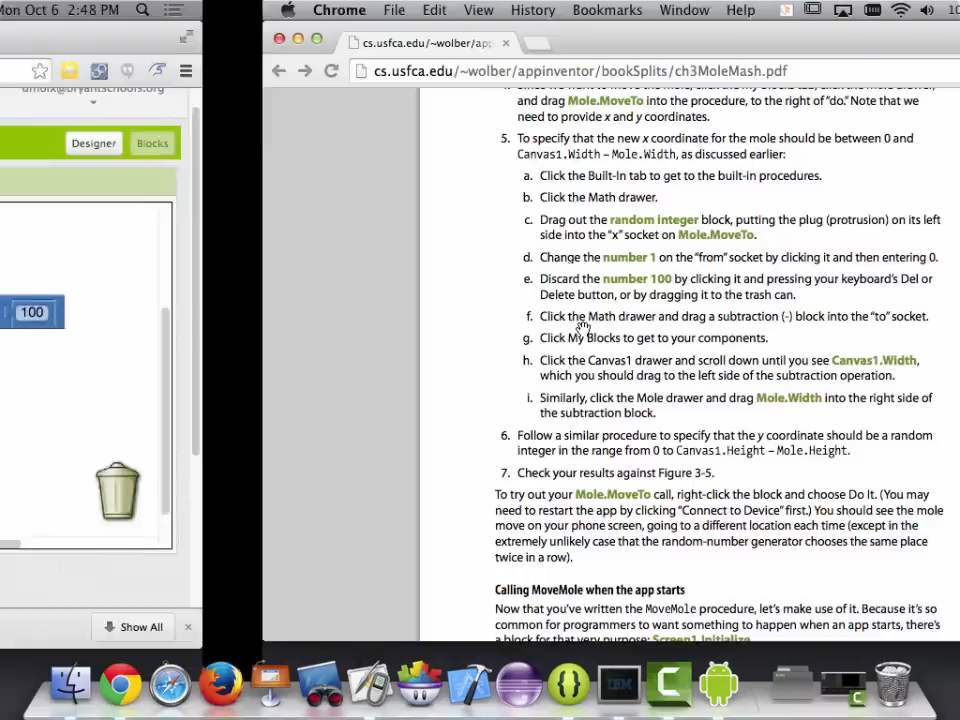 Mon Oct 6 2:48 PM
Chrome File Edit View History Bookmarks Window Help
10
cs.usfca.edu/~wolber/app
cs.usfca.edu/~wolber/appinventor/bookSplits/ch3MoleMash.pdf
Designer
Blocks
100
Show All
and drag Mole.MoveTo into the procedure, to the right of “do.” Note that we
need to provide x and y coordinates.
5. To specify that the new x coordinate for the mole should be between 0 and
Canvas1.Width – Mole.Width, as discussed earlier:
a. Click the Built-In tab to get to the built-in procedures.
b. Click the Math drawer.
c. Drag out the random integer block, putting the plug (protrusion) on its left
side into the “x” socket on Mole.MoveTo.
d. Change the number 1 on the “from” socket by clicking it and then entering 0.
e. Discard the number 100 by clicking it and pressing your keyboard’s Del or
Delete button, or by dragging it to the trash can.
f. Click the Math drawer and drag a subtraction (-) block into the “to” socket.
g. Click My Blocks to get to your components.
h. Click the Canvas1 drawer and scroll down until you see Canvas1.Width,
which you should drag to the left side of the subtraction operation.
i. Similarly, click the Mole drawer and drag Mole.Width into the right side of
the subtraction block.
6. Follow a similar procedure to specify that the y coordinate should be a random
integer in the range from 0 to Canvas1.Height – Mole.Height.
7. Check your results against Figure 3-5.
To try out your Mole.MoveTo call, right-click the block and choose Do It. (You may
need to restart the app by clicking “Connect to Device” first.) You should see the mole
move on your phone screen, going to a different location each time (except in the
extremely unlikely case that the random-number generator chooses the same place
twice in a row).
Calling MoveMole when the app starts
Now that you’ve written the MoveMole procedure, let’s make use of it. Because it’s so
common for programmers to want something to happen when an app starts, there’s
a block for that very purpose: Screen1.Initialize
IBM